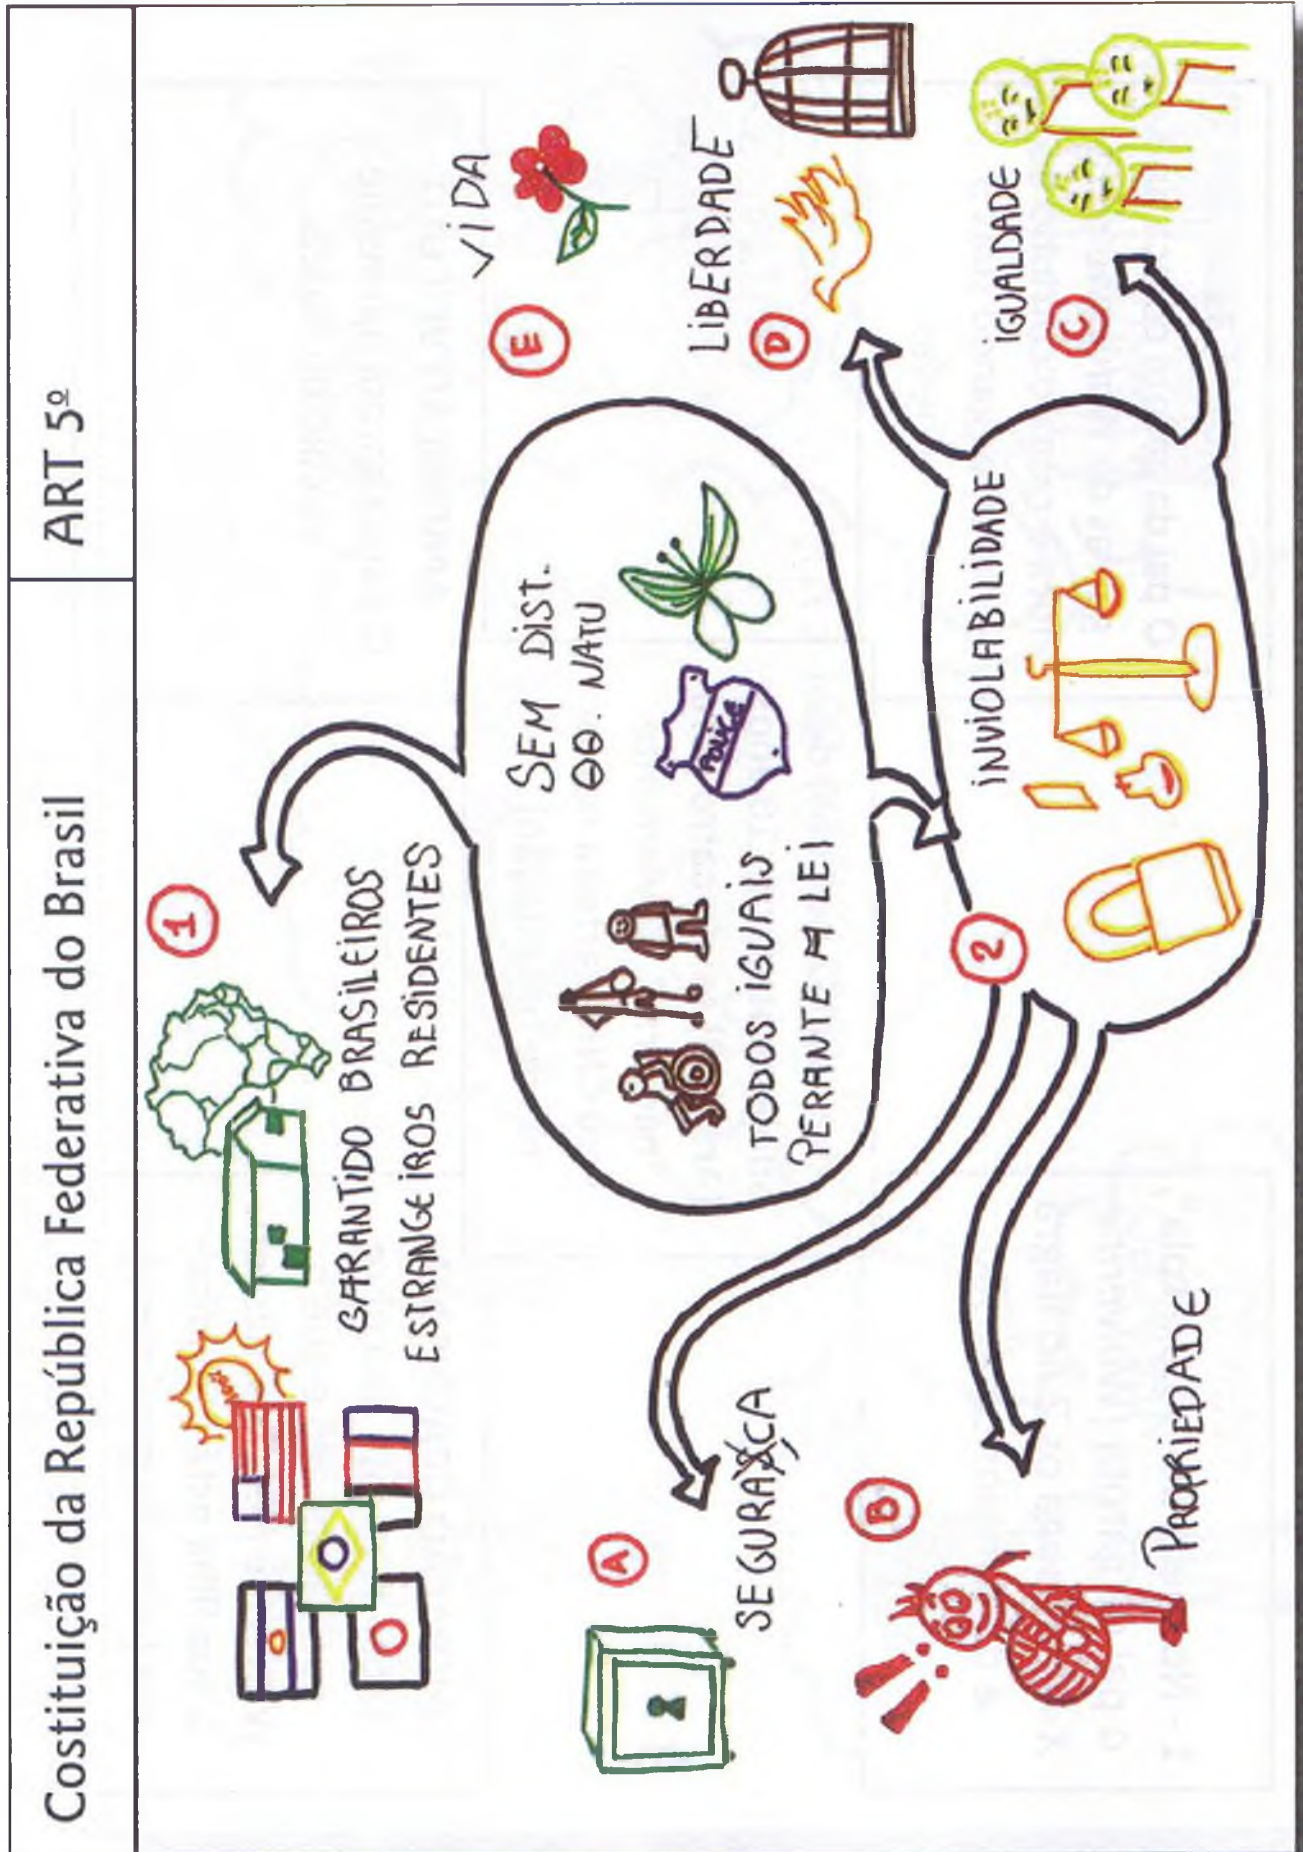 Costituição da República Federativa do Brasil
ART 5º
1
GARANTIDO BRASILEIROS
ESTRANGEIROS RESIDENTES
SEM DIST.
QQ. NATU
POLICE
TODOS IGUAIS
PERANTE A LEI
E
VIDA
LIBERDADE
D
IGUALDADE
C
2
INVIOLABILIDADE
A
SEGURAÇA
B
PROPRIEDADE